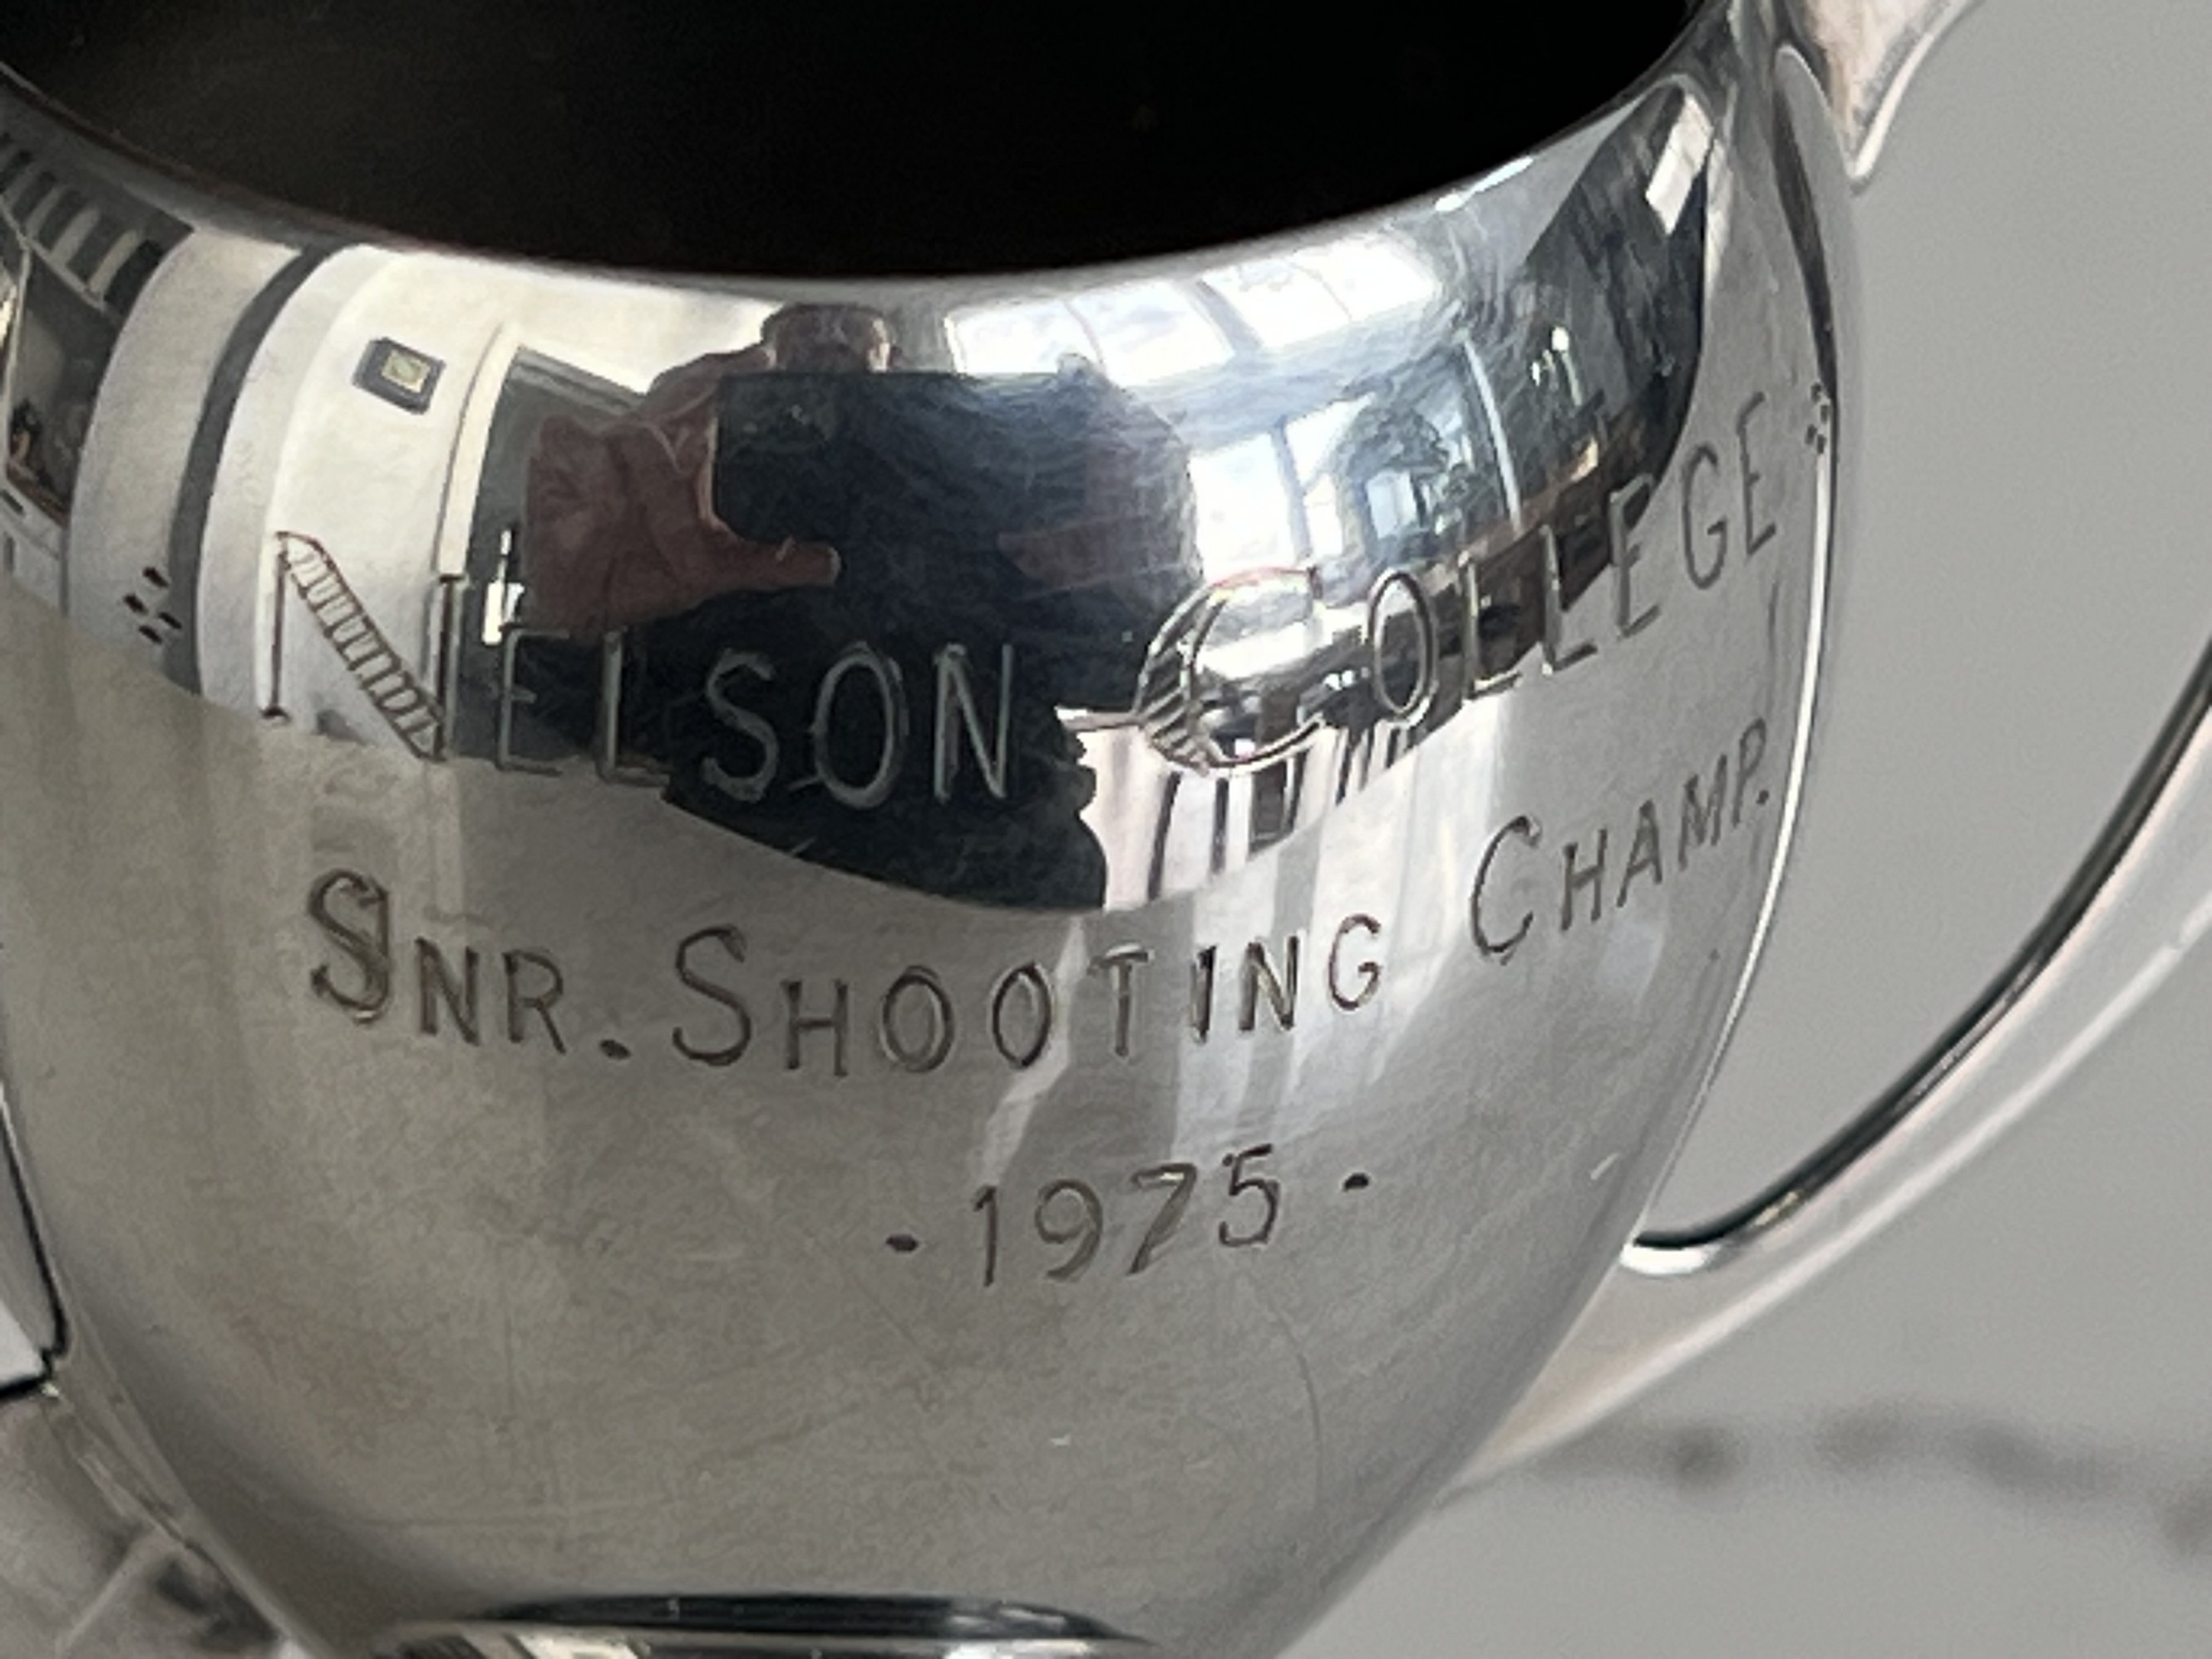 NELSON COLLEGE
SNR. SHOOTING CHAMP.
·1975·